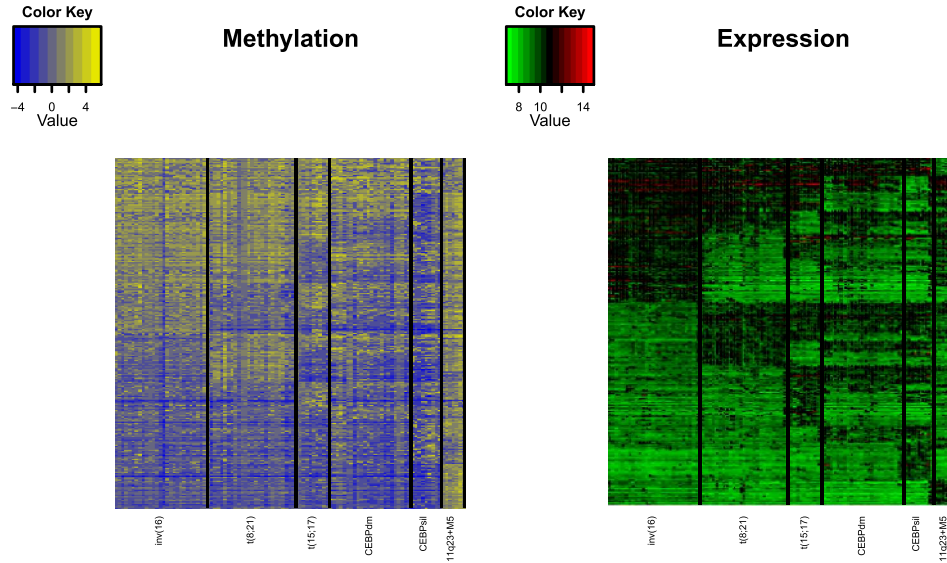 Color Key
−4 0 4
Value
Methylation
inv(16)
t(8;21)
t(15;17)
CEBPdm
CEBPsil
11q23+M5
Color Key
8 10 14
Value
Expression
inv(16)
t(8;21)
t(15;17)
CEBPdm
CEBPsil
11q23+M5